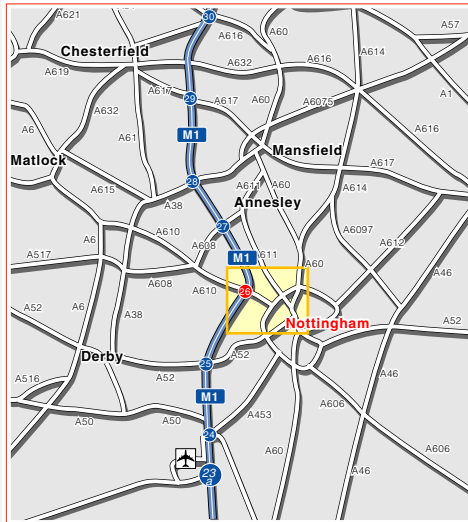 30
A621
A616
A60
A57
Chesterfield
A614
A632
A616
A619
A617
29
A617
A60
A6075
A1
A632
A6
A61
M1
A616
Matlock
Mansfield
A617
28
A611
A60
A614
A615
A38
Annesley
27
A6097
A610
A6
A608
A612
A517
M1
A611
A60
A46
A608
A610
26
A52
A6
A38
Nottingham
A52
Derby
A52
25
A52
A46
A516
M1
A606
A50
A50
A453
24
A60
A606
23
a
A46